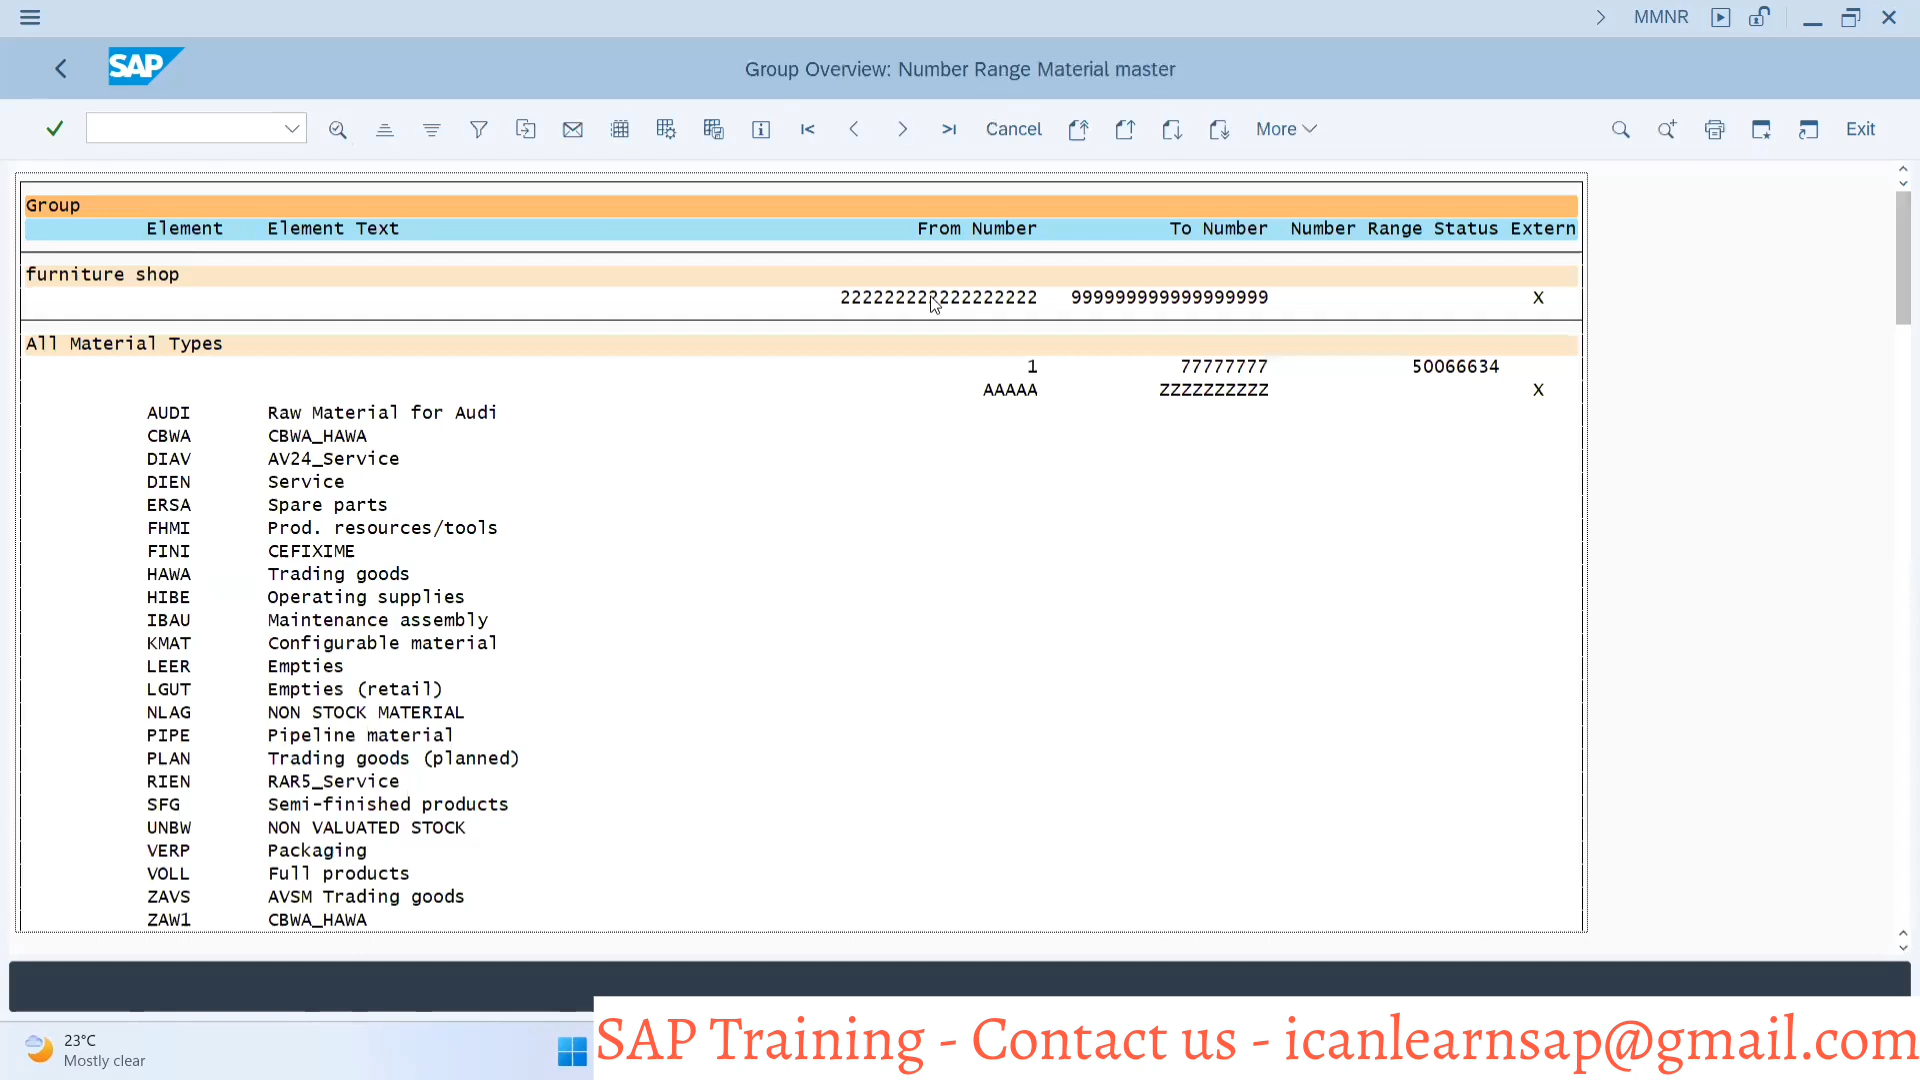 MMNR
SAP
Group Overview: Number Range Material master
Cancel
More
Exit
Group
Element Element Text From Number To Number Number Range Status Extern
furniture shop
222222222222222222 999999999999999999 X
All Material Types
1 77777777 50066634
AAAAA ZZZZZZZZZZ X
AUDI Raw Material for Audi
CBWA CBWA_HAWA
DIAV AV24_Service
DIEN Service
ERSA Spare parts
FHMI Prod. resources/tools
FINI CEFIXIME
HAWA Trading goods
HIBE Operating supplies
IBAU Maintenance assembly
KMAT Configurable material
LEER Empties
LGUT Empties (retail)
NLAG NON STOCK MATERIAL
PIPE Pipeline material
PLAN Trading goods (planned)
RIEN RAR5_Service
SFG Semi-finished products
UNBW NON VALUATED STOCK
VERP Packaging
VOLL Full products
ZAVS AVSM Trading goods
ZAW1 CBWA_HAWA
23°C
Mostly clear
SAP Training - Contact us - icanlearnsap@gmail.com